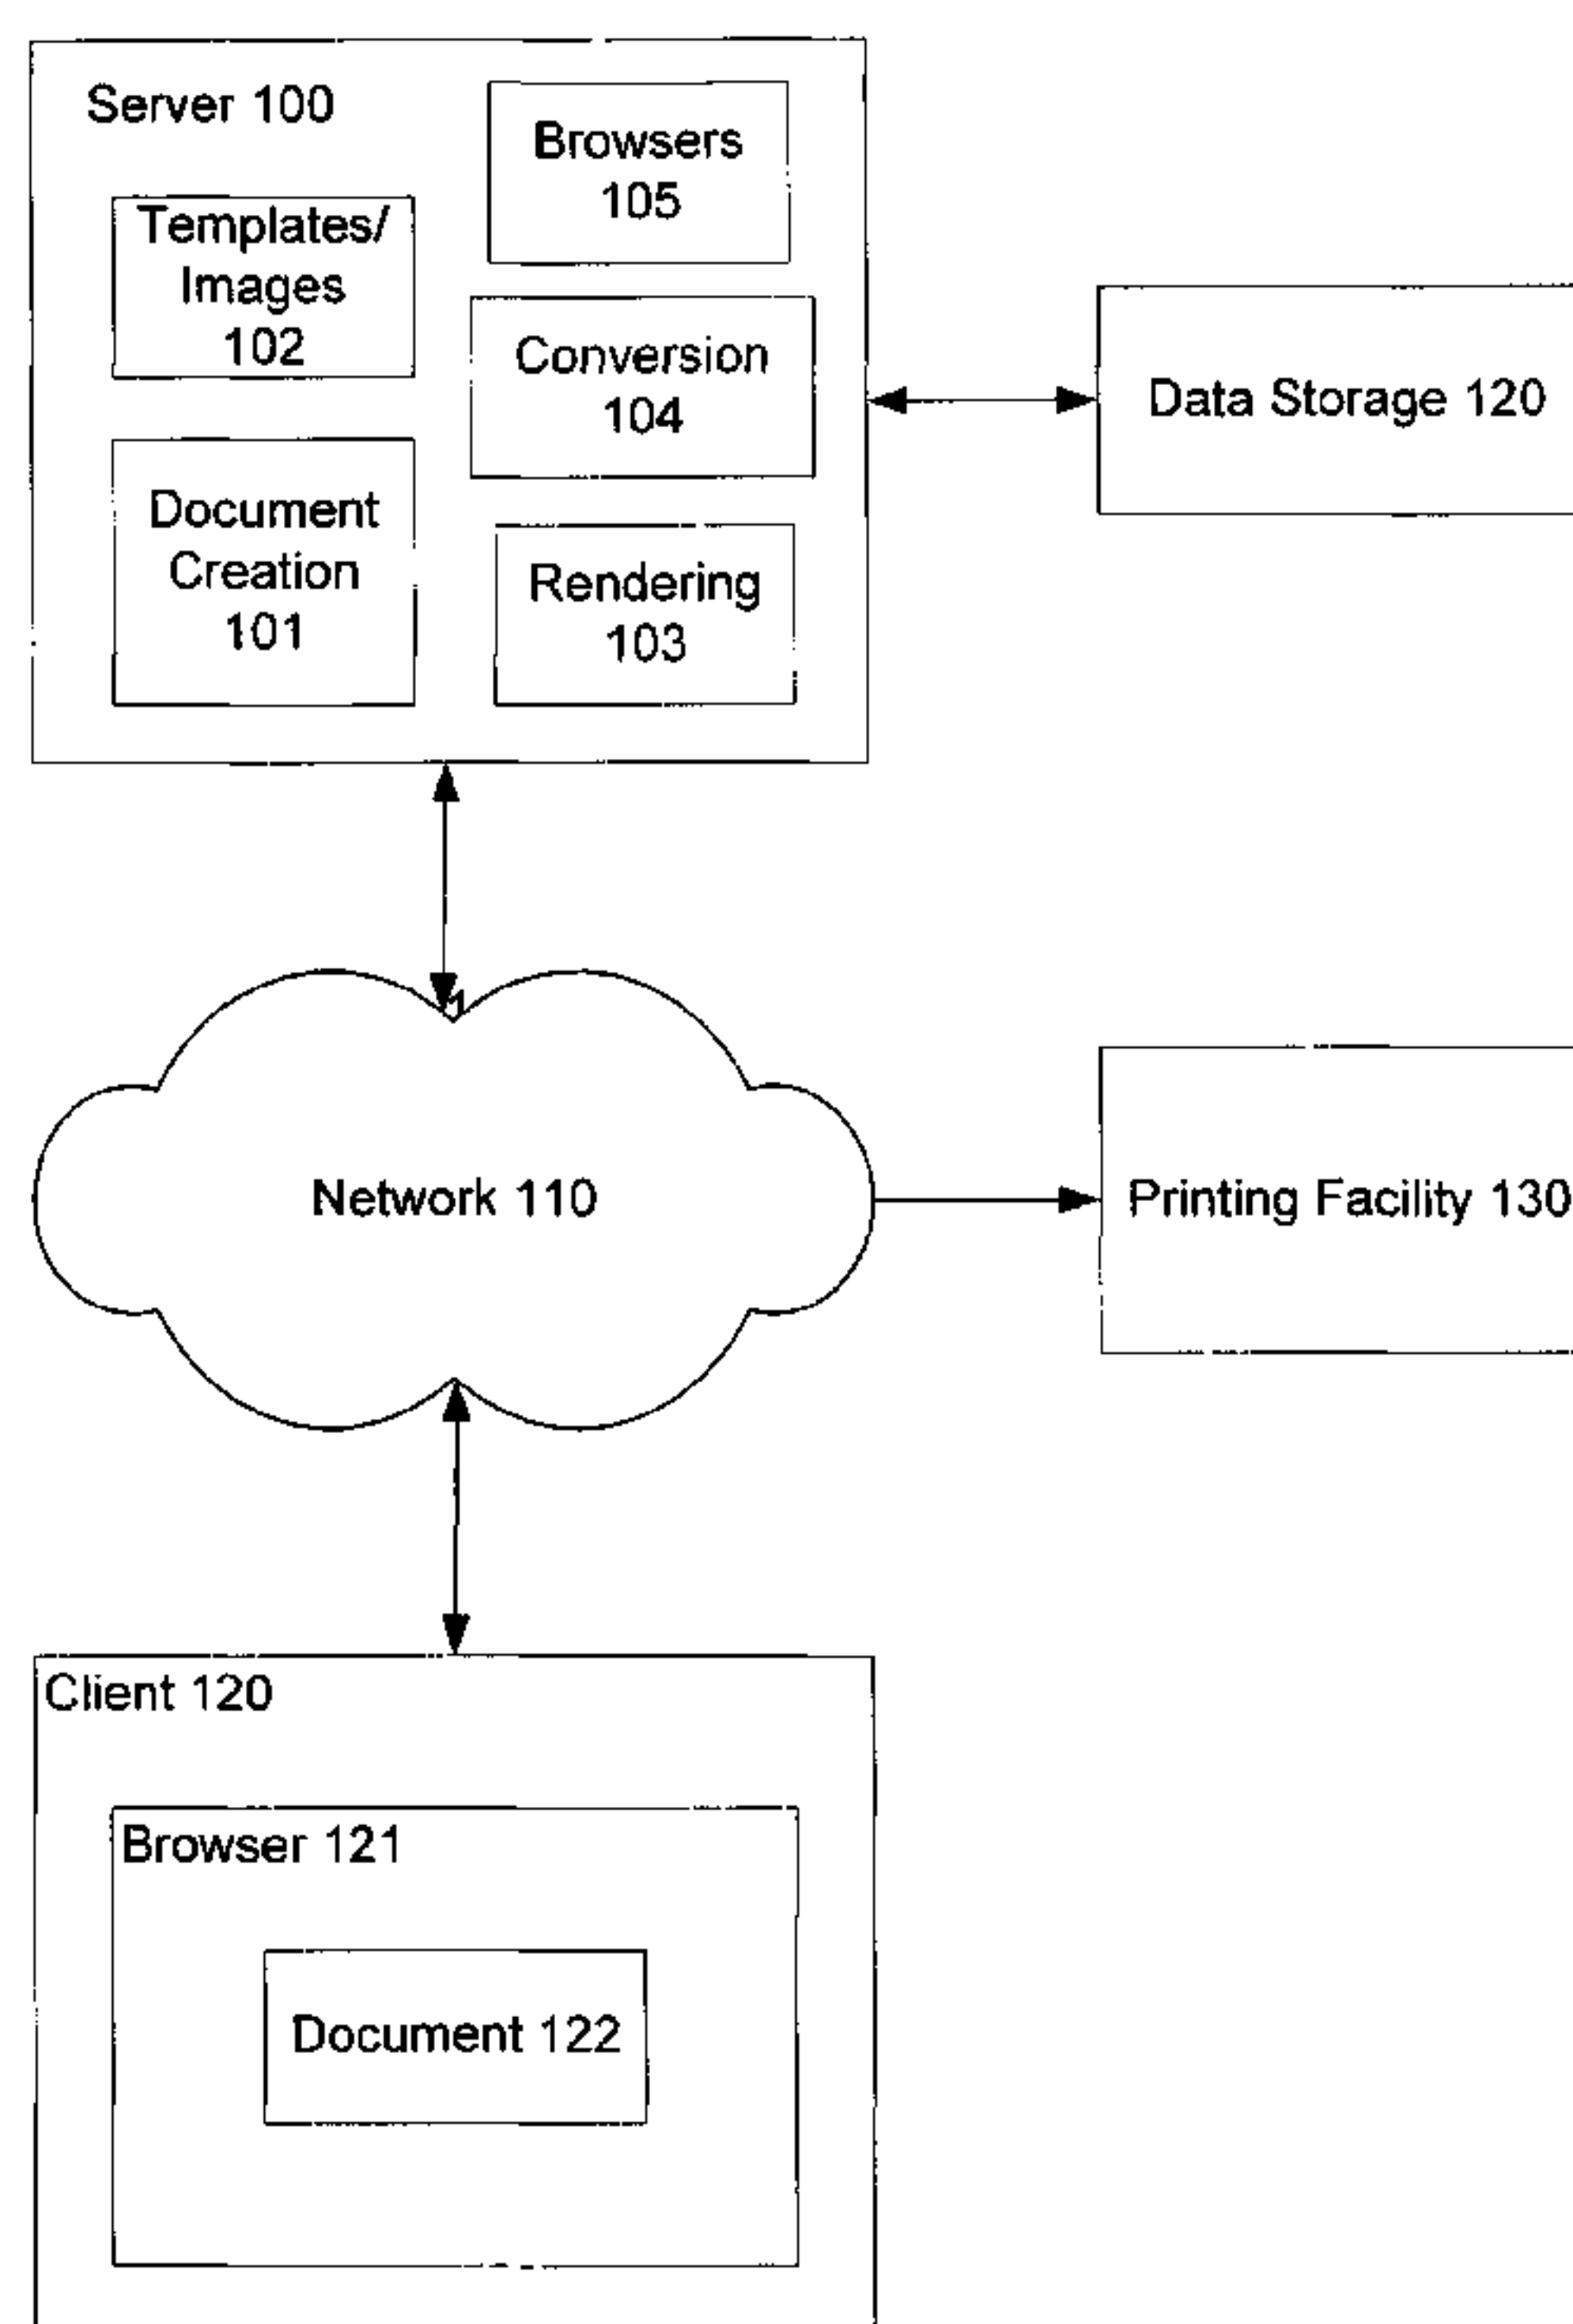 Server 100
Browsers
105
Templates/
Images
102
Conversion
104
Data Storage 120
Document
Creation
101
Rendering
103
Network 110
Printing Facility 130
Client 120
Browser 121
Document 122